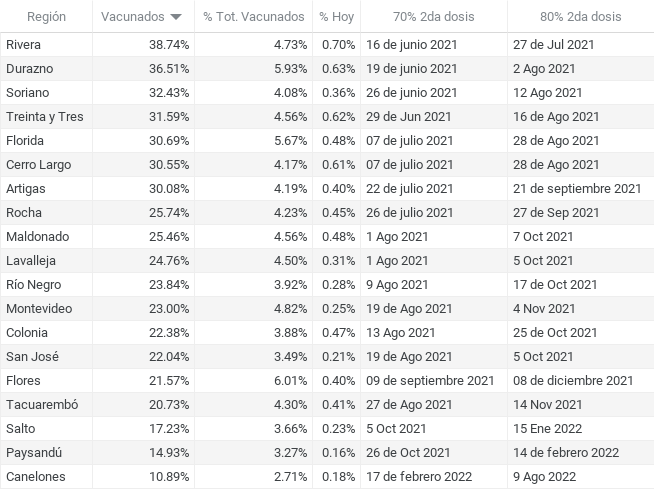 Región Vacunados % Tot. Vacunados % Hoy 70% 2da dosis 80% 2da dosis
Rivera 38.74% 4.73% 0.70% 16 de junio 2021 27 de Jul 2021
Durazno 36.51% 5.93% 0.63% 19 de junio 2021 2 Ago 2021
Soriano 32.43% 4.08% 0.36% 26 de junio 2021 12 Ago 2021
Treinta y Tres 31.59% 4.56% 0.62% 29 de Jun 2021 16 de Ago 2021
Florida 30.69% 5.67% 0.48% 07 de julio 2021 28 de Ago 2021
Cerro Largo 30.55% 4.17% 0.61% 07 de julio 2021 28 de Ago 2021
Artigas 30.08% 4.19% 0.40% 22 de julio 2021 21 de septiembre 2021
Rocha 25.74% 4.23% 0.45% 26 de julio 2021 27 de Sep 2021
Maldonado 25.46% 4.56% 0.48% 1 Ago 2021 7 Oct 2021
Lavalleja 24.76% 4.50% 0.31% 1 Ago 2021 5 Oct 2021
Río Negro 23.84% 3.92% 0.28% 9 Ago 2021 17 de Oct 2021
Montevideo 23.00% 4.82% 0.25% 19 de Ago 2021 4 Nov 2021
Colonia 22.38% 3.88% 0.47% 13 Ago 2021 25 de Oct 2021
San José 22.04% 3.49% 0.21% 19 de Ago 2021 5 Oct 2021
Flores 21.57% 6.01% 0.40% 09 de septiembre 2021 08 de diciembre 2021
Tacuarembó 20.73% 4.30% 0.41% 27 de Ago 2021 14 Nov 2021
Salto 17.23% 3.66% 0.23% 5 Oct 2021 15 Ene 2022
Paysandú 14.93% 3.27% 0.16% 26 de Oct 2021 14 de febrero 2022
Canelones 10.89% 2.71% 0.18% 17 de febrero 2022 9 Ago 2022